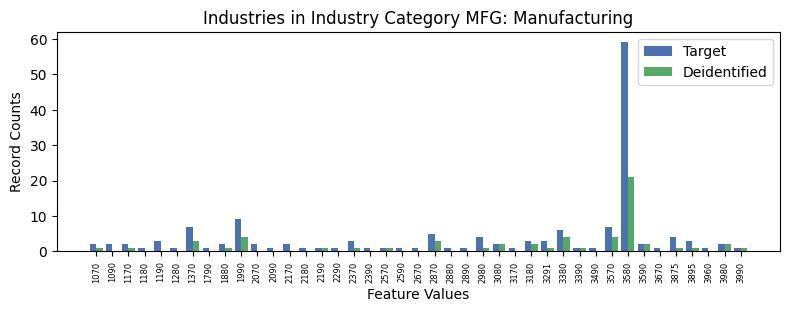 Industries in Industry Category MFG: Manufacturing
Target
Deidentified
Record Counts
60
50
40
30
20
10
0
1070 1090 1170 1180 1190 1280 1370 1790 1880 1990 2070 2090 2170 2180 2190 2290 2370 2390 2570 2590 2670 2870 2880 2890 2980 3080 3170 3180 3291 3380 3390 3490 3570 3580 3590 3670 3875 3895 3960 3980 3990
Feature Values